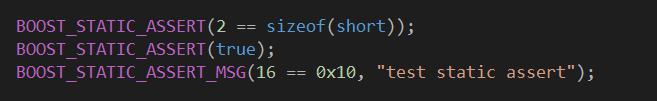 BOOST_STATIC_ASSERT(2 == sizeof(short));
BOOST_STATIC_ASSERT(true);
BOOST_STATIC_ASSERT_MSG(16 == 0x10, "test static assert");